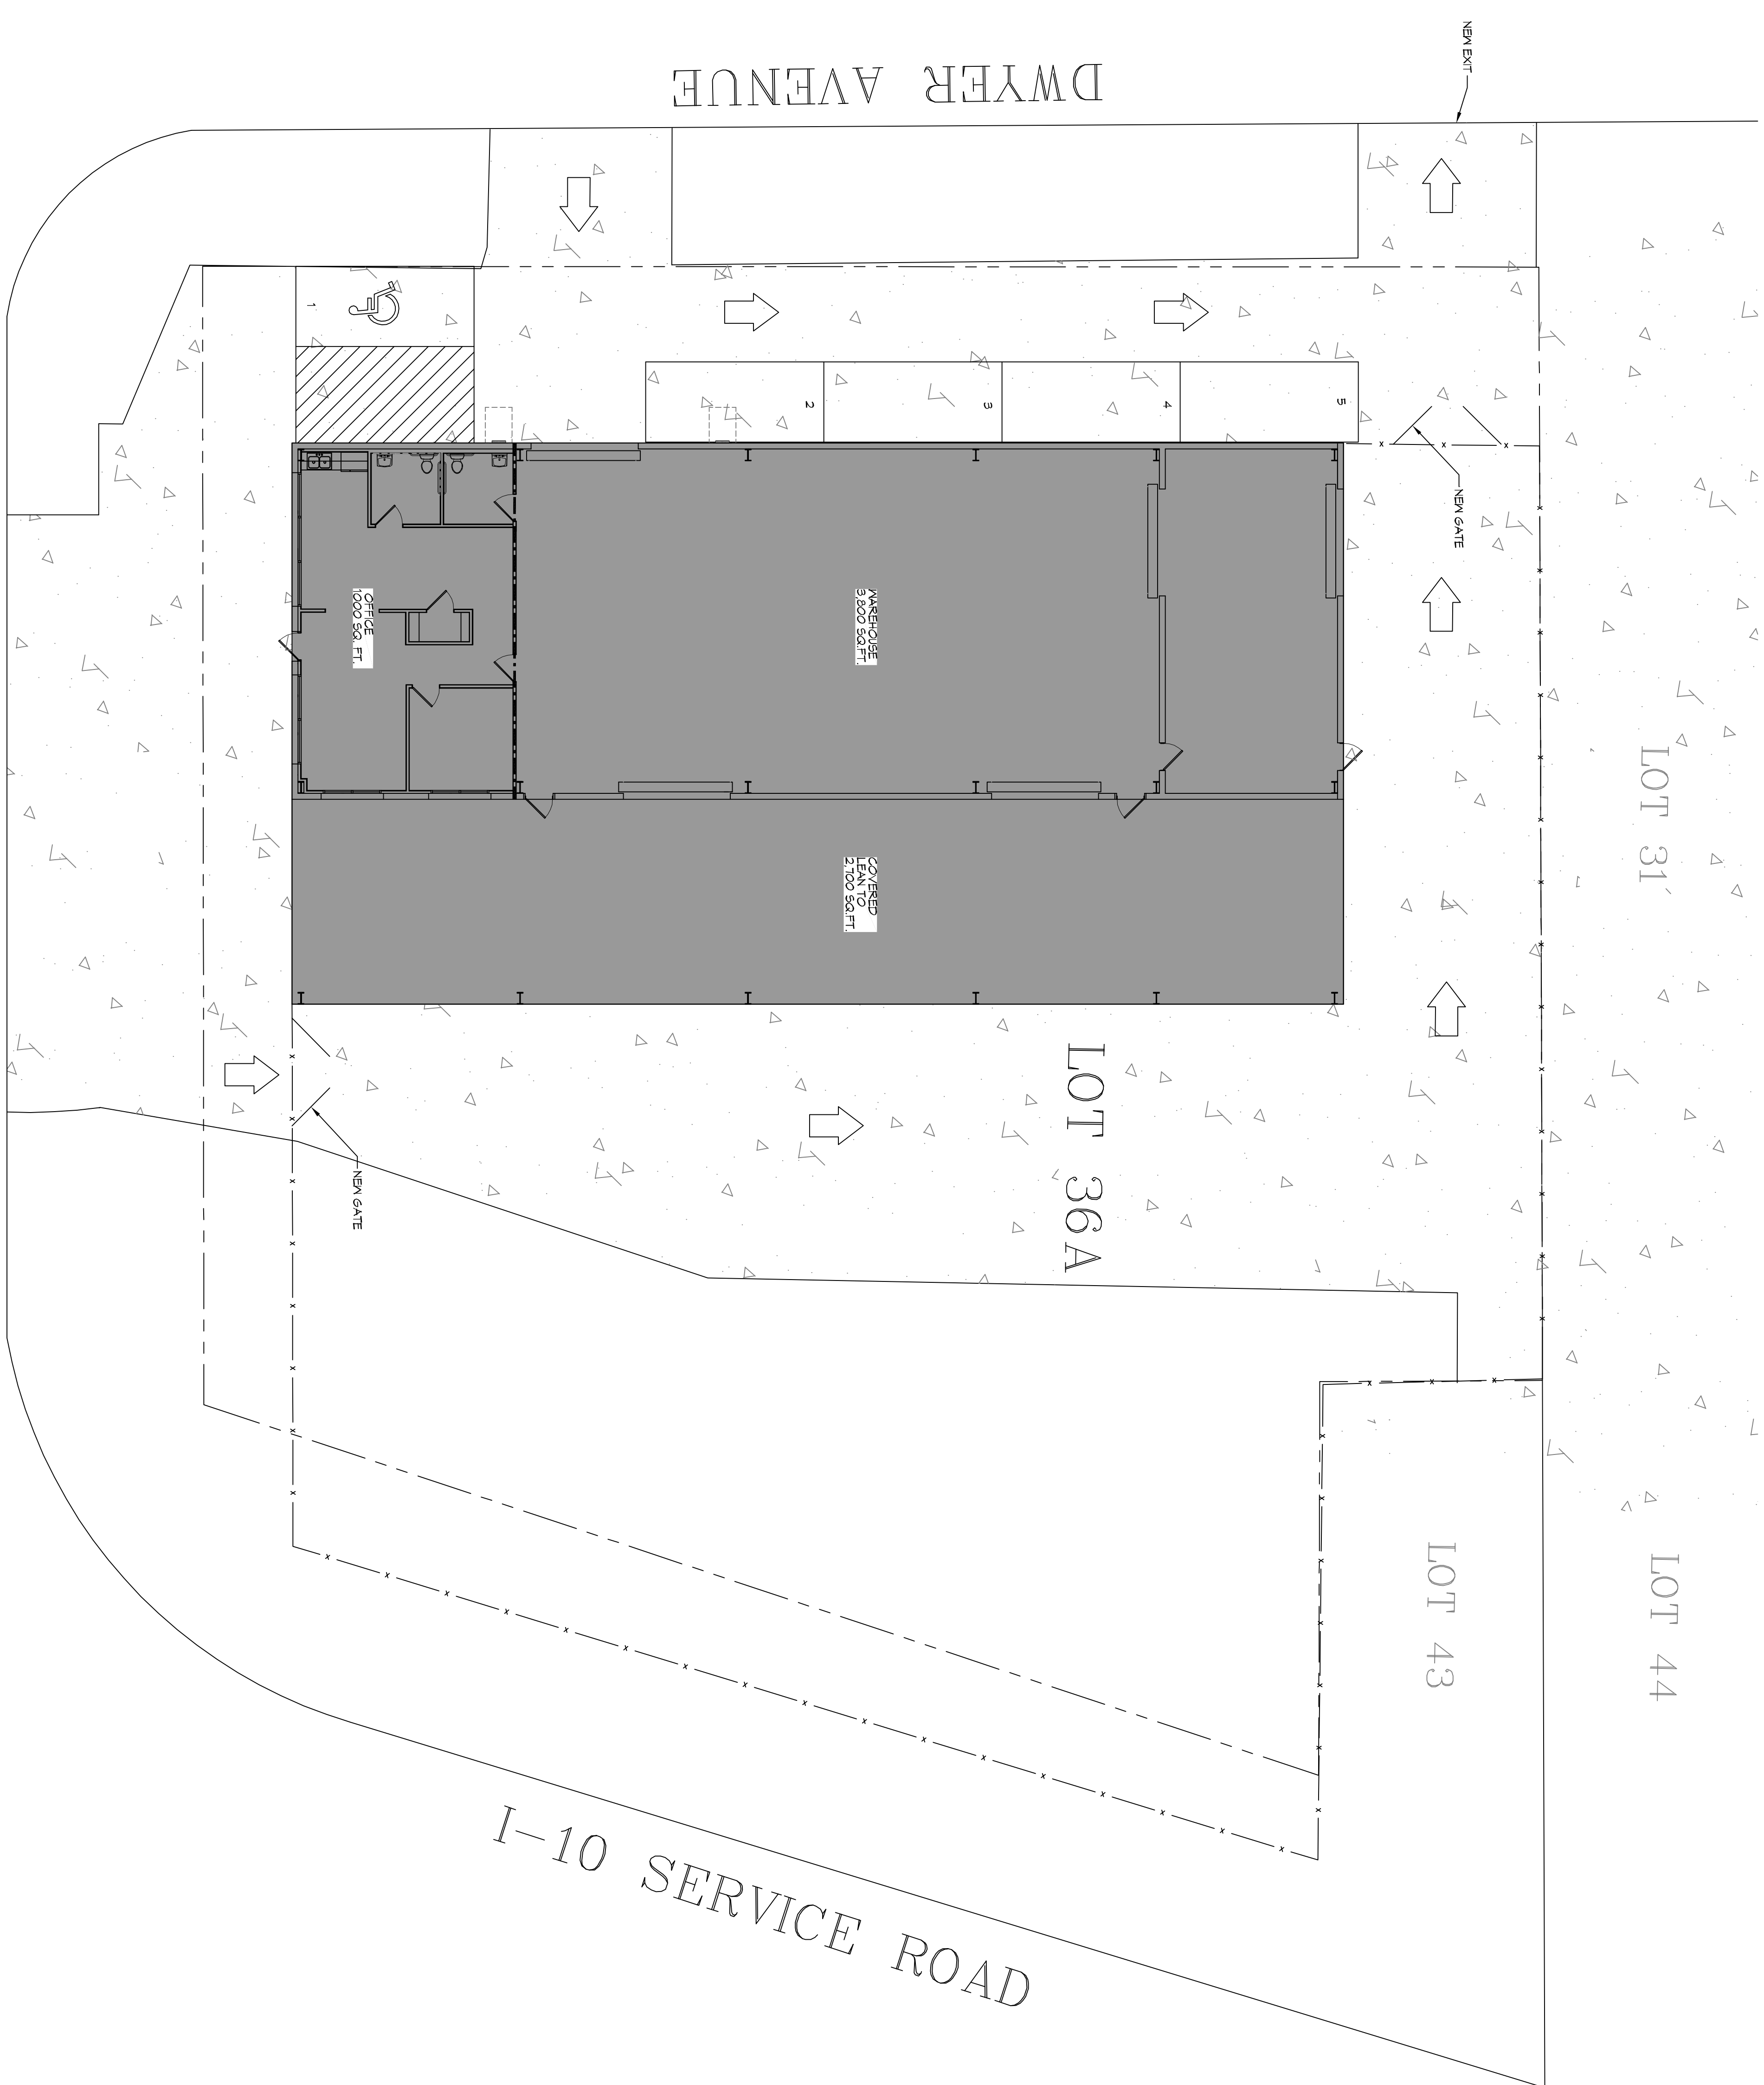 DWYER AVENUE
NEW EXIT
1
2
3
4
5
NEW GATE
OFFICE
1000 SQ. FT.
WAREHOUSE
3,800 SQ.FT.
COVERED
LEAN TO
2,700 SQ.FT.
LOT 31
LOT 36A
NEW GATE
LOT 43
LOT 44
I-10 SERVICE ROAD